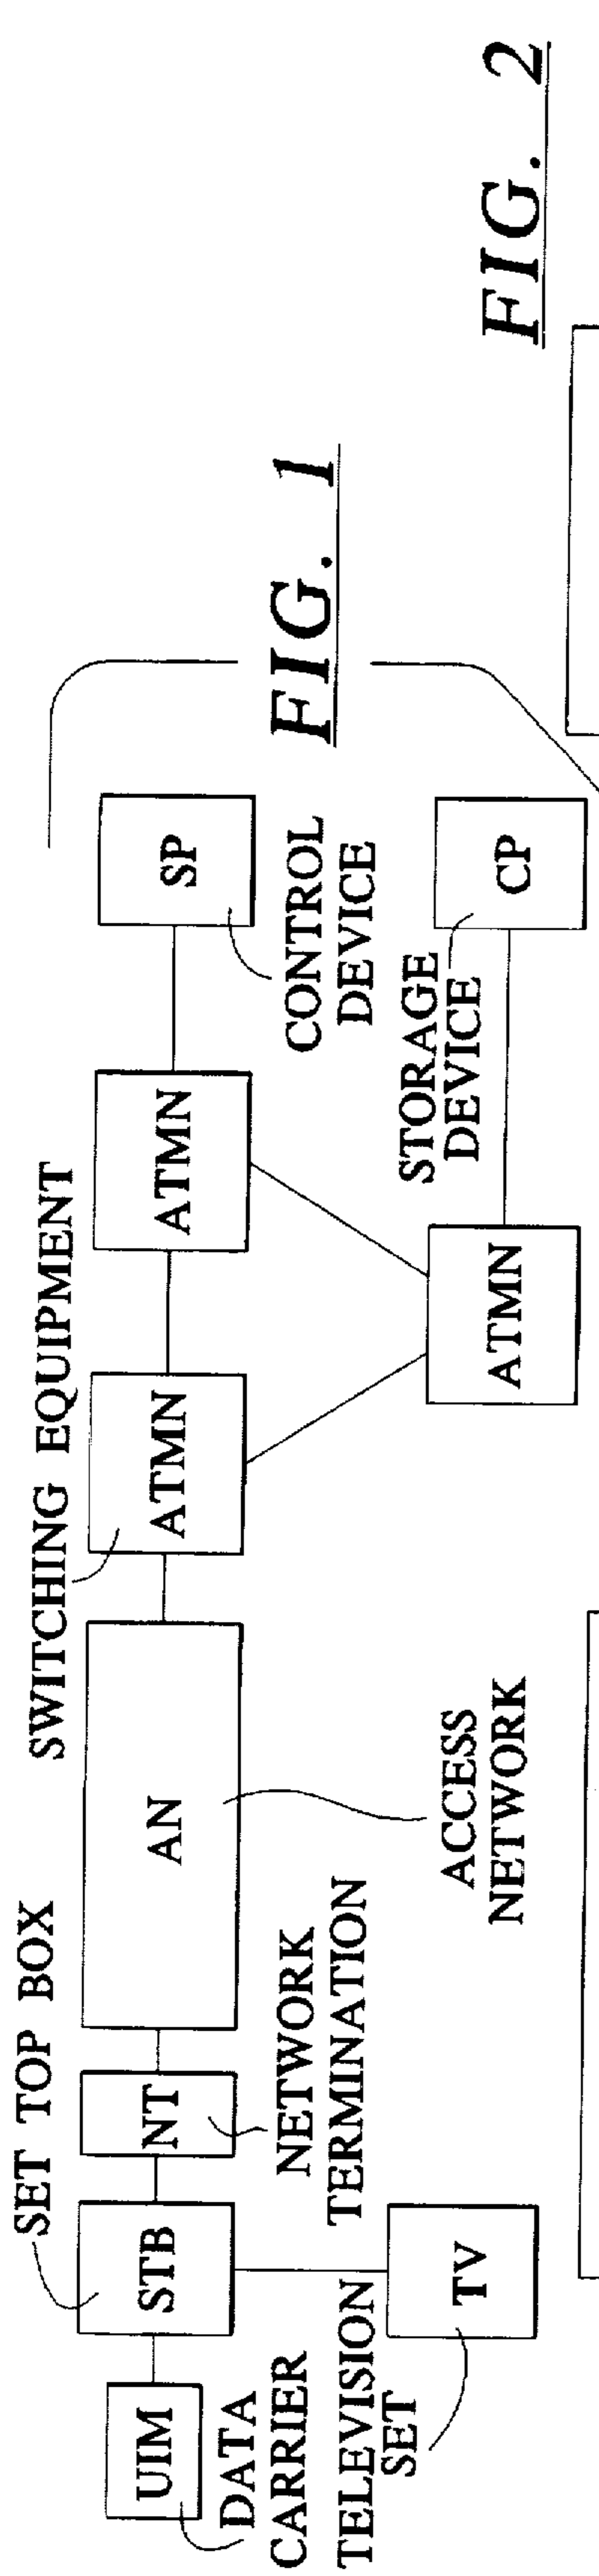 FIG. 1
SET TOP BOX
SWITCHING EQUIPMENT
UIM
STB
NT
AN
ATMN
ATMN
SP
DATA
CARRIER
NETWORK
TERMINATION
CONTROL
DEVICE
TELEVISION
SET
TV
ACCESS
NETWORK
ATMN
STORAGE
DEVICE
CP
FIG. 2